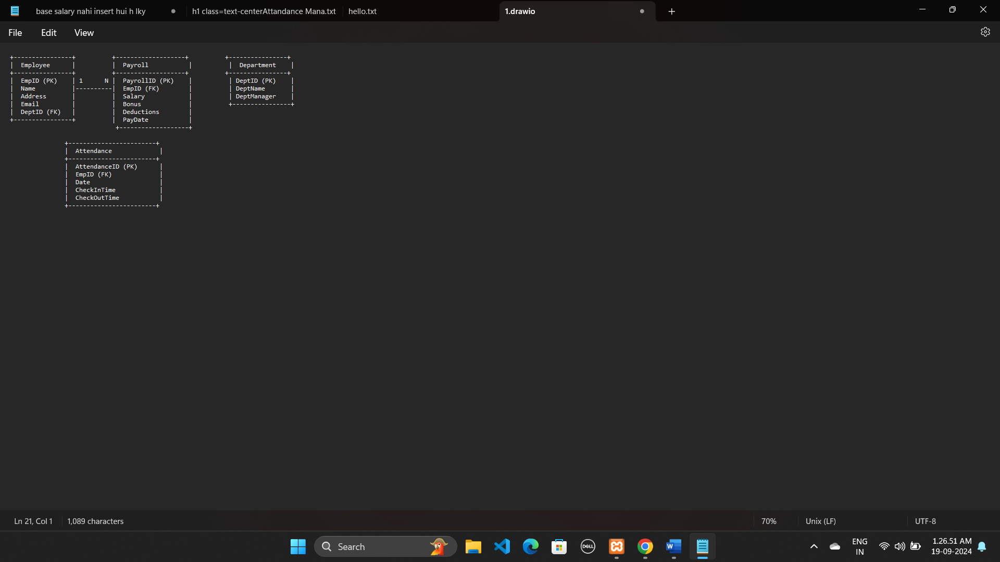 base salary nahi insert hui h lky
h1 class=text-centerAttandance Mana.txt
hello.txt
1.drawio
File Edit View
+----------------+          +-------------------+          +----------------+
|  Employee      |          |  Payroll           |          |  Department    |
+----------------+          +-------------------+          +----------------+
|  EmpID (PK)    | 1      N |  PayrollID (PK)    |          | DeptID (PK)    |
|  Name          |----------|  EmpID (FK)        |          | DeptName       |
|  Address       |          |  Salary            |          | DeptManager    |
|  Email         |          |  Bonus             |          +----------------+
|  DeptID (FK)   |          |  Deductions        |
+----------------+          |  PayDate           |
                             +-------------------+
               +------------------------+
               |  Attendance             |
               +------------------------+
               |  AttendanceID (PK)      |
               |  EmpID (FK)             |
               |  Date                   |
               |  CheckInTime            |
               |  CheckOutTime           |
               +------------------------+
Ln 21, Col 1
1,089 characters
70%
Unix (LF)
UTF-8
Search
DELL
W
ENG
IN
1.26.51 AM
19-09-2024